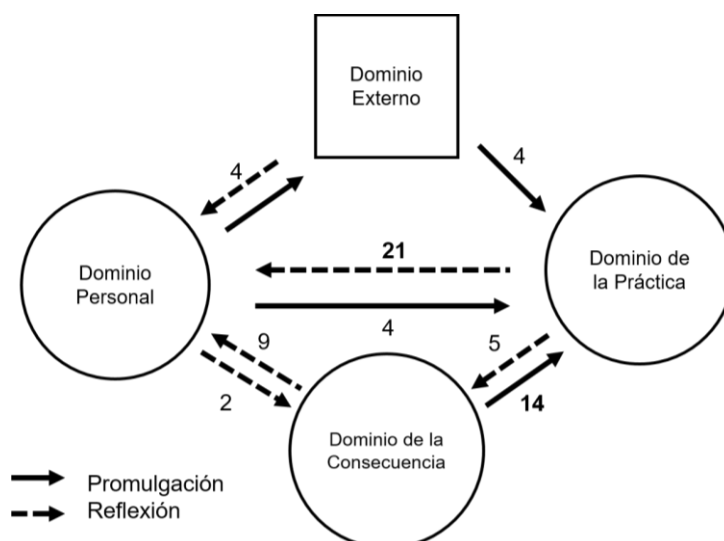 Dominio
Externo
4
4
21
Dominio
Personal
Dominio de
la Práctica
4
9
5
2
14
Dominio de la
Consecuencia
Promulgación
Reflexión